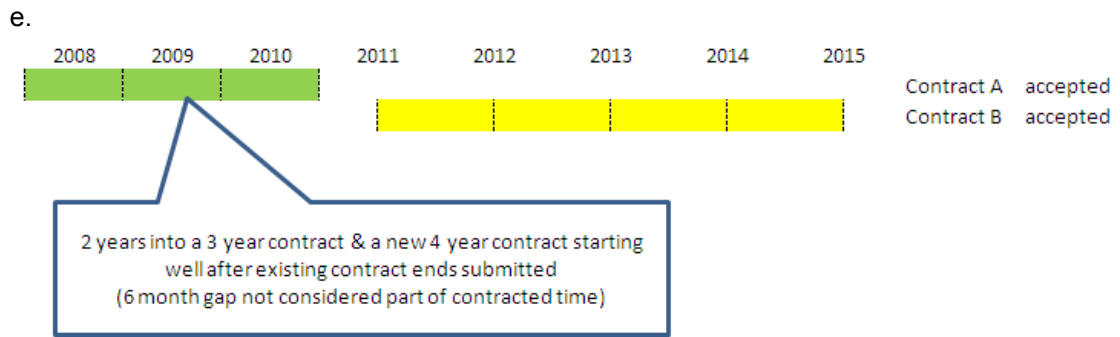 e.
2008 2009 2010 2011 2012 2013 2014 2015
Contract A accepted
Contract B accepted
2 years into a 3 year contract & a new 4 year contract starting
well after existing contract ends submitted
(6 month gap not considered part of contracted time)